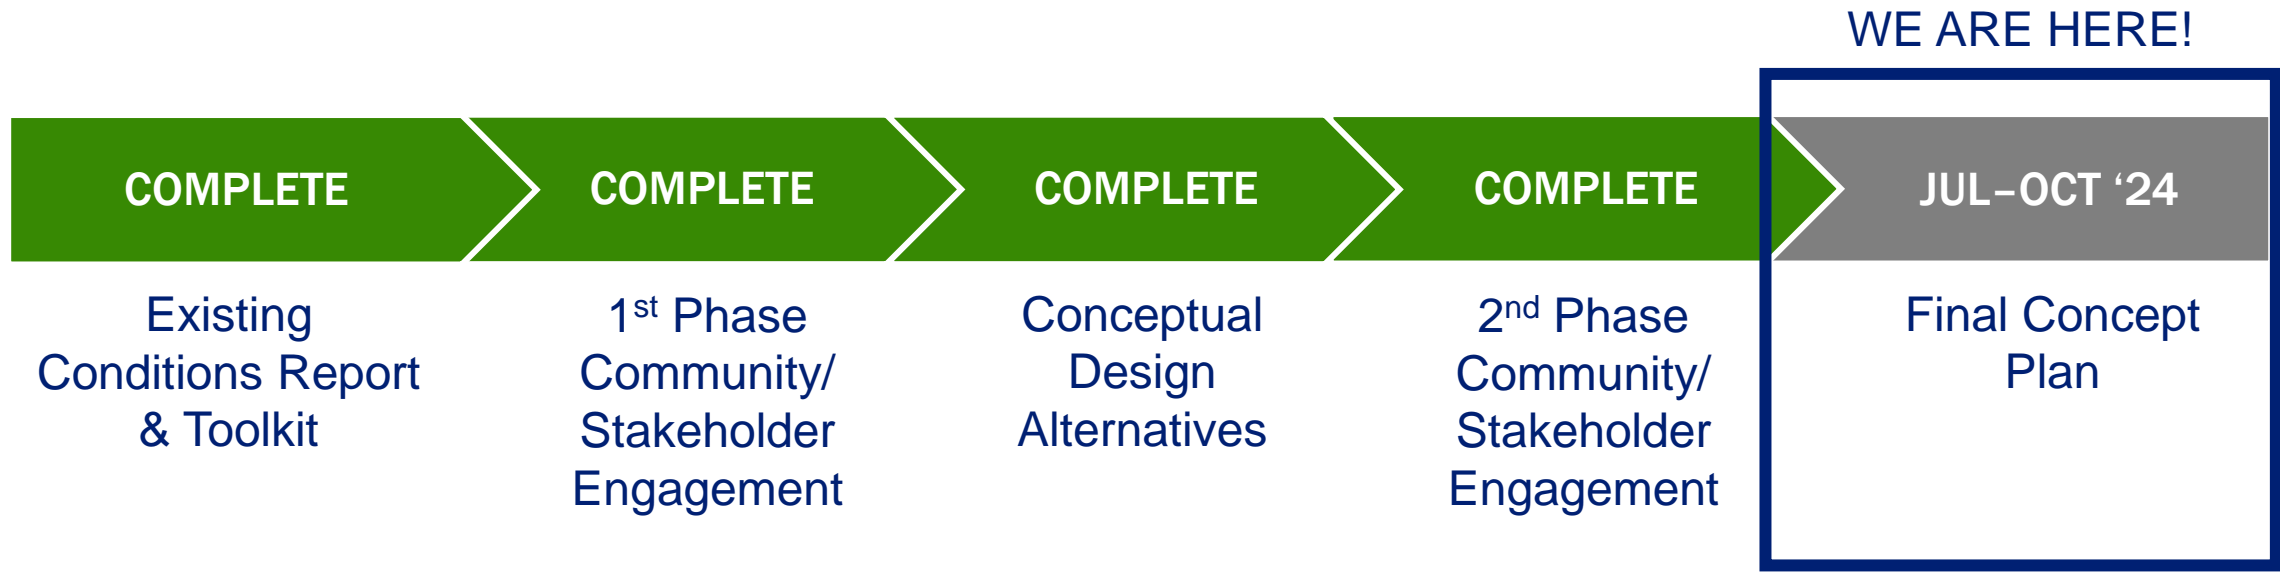 WE ARE HERE!
COMPLETE
COMPLETE
COMPLETE
COMPLETE
JUL–OCT ‘24
Existing
Conditions Report
& Toolkit
1st Phase
Community/
Stakeholder
Engagement
Conceptual
Design
Alternatives
2nd Phase
Community/
Stakeholder
Engagement
Final Concept
Plan